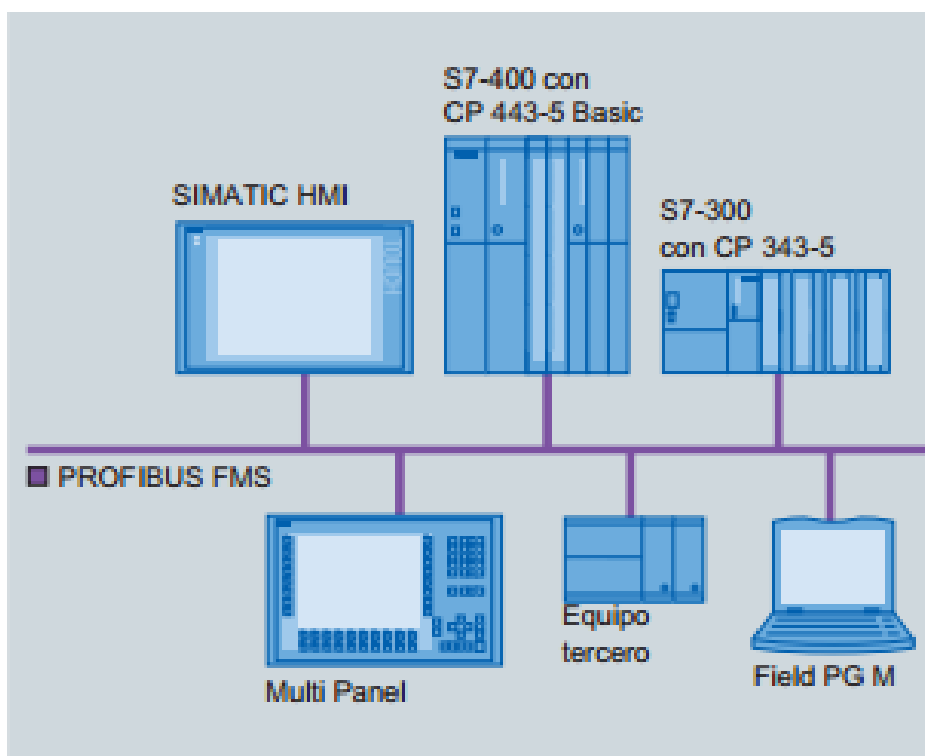 S7-400 con
CP 443-5 Basic
SIMATIC HMI
S7-300
con CP 343-5
PROFIBUS FMS
Multi Panel
Equipo
tercero
Field PG M